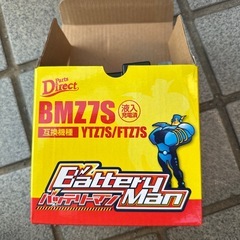 Parts
Direct
BMZ7S
液入
充電済
互換機種
YTZ7S/FTZ7S
Battery
バッテリーマン
Man